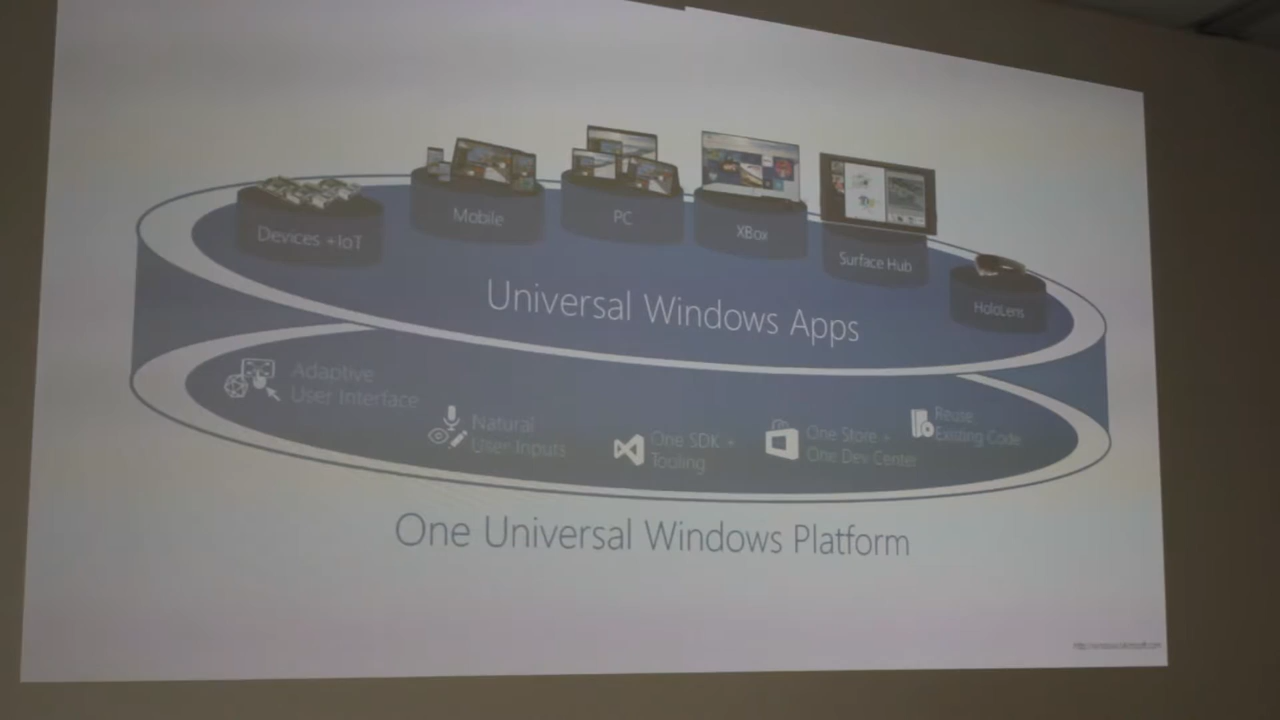 Devices +IoT
Mobile
PC
XBox
Surface Hub
HoloLens
Universal Windows Apps
Adaptive
User Interface
Natural
User Inputs
One SDK +
Tooling
One Store +
One Dev Center
Reuse
Existing Code
One Universal Windows Platform